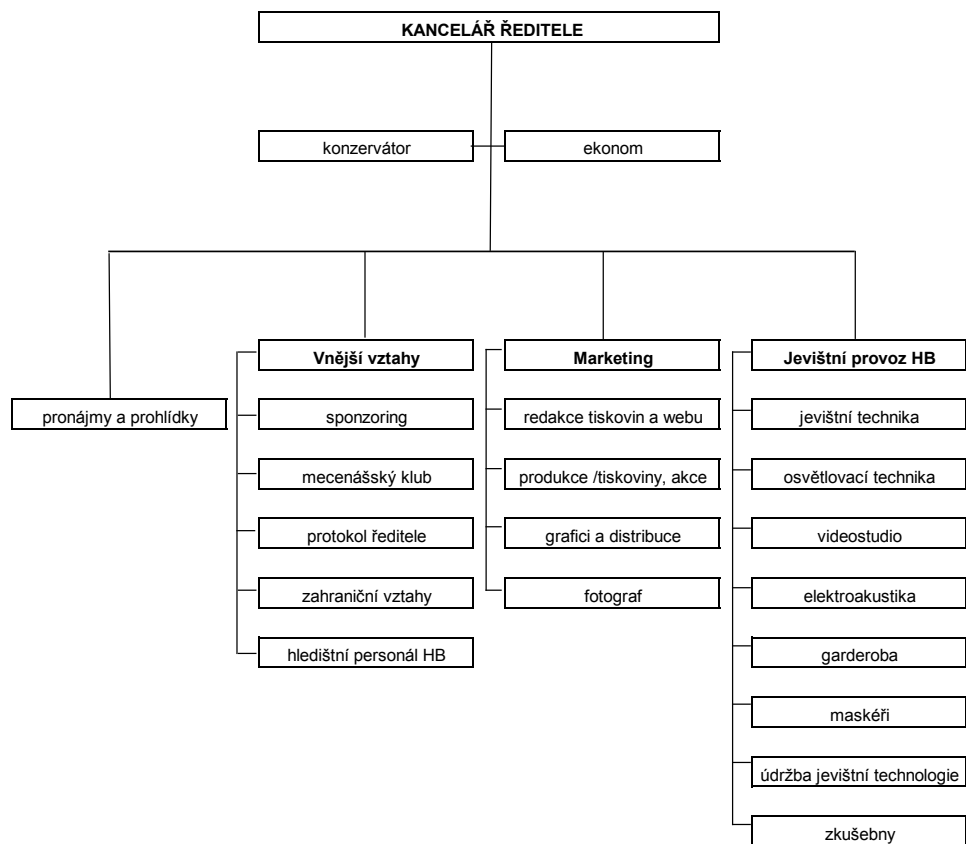 KANCELÁŘ ŘEDITELE
konzervátor
ekonom
pronájmy a prohlídky
Vnější vztahy
sponzoring
mecenášský klub
protokol ředitele
zahraniční vztahy
hledištní personál HB
Marketing
redakce tiskovin a webu
produkce /tiskoviny, akce
grafici a distribuce
fotograf
Jevištní provoz HB
jevištní technika
osvětlovací technika
videostudio
elektroakustika
garderoba
maskéři
údržba jevištní technologie
zkušebny